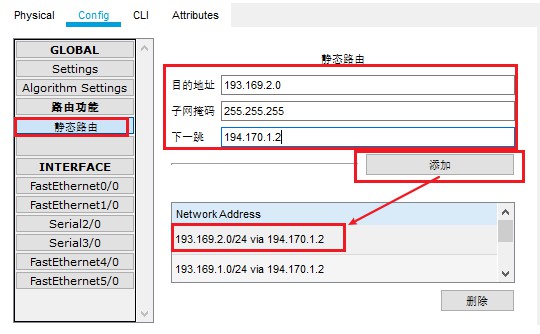 Physical Config CLI Attributes
GLOBAL
Settings
Algorithm Settings
路由功能
静态路由
INTERFACE
FastEthernet0/0
FastEthernet1/0
Serial2/0
Serial3/0
FastEthernet4/0
FastEthernet5/0
静态路由
目的地址 193.169.2.0
子网掩码 255.255.255
下一跳 194.170.1.2
添加
Network Address
193.169.2.0/24 via 194.170.1.2
193.169.1.0/24 via 194.170.1.2
删除